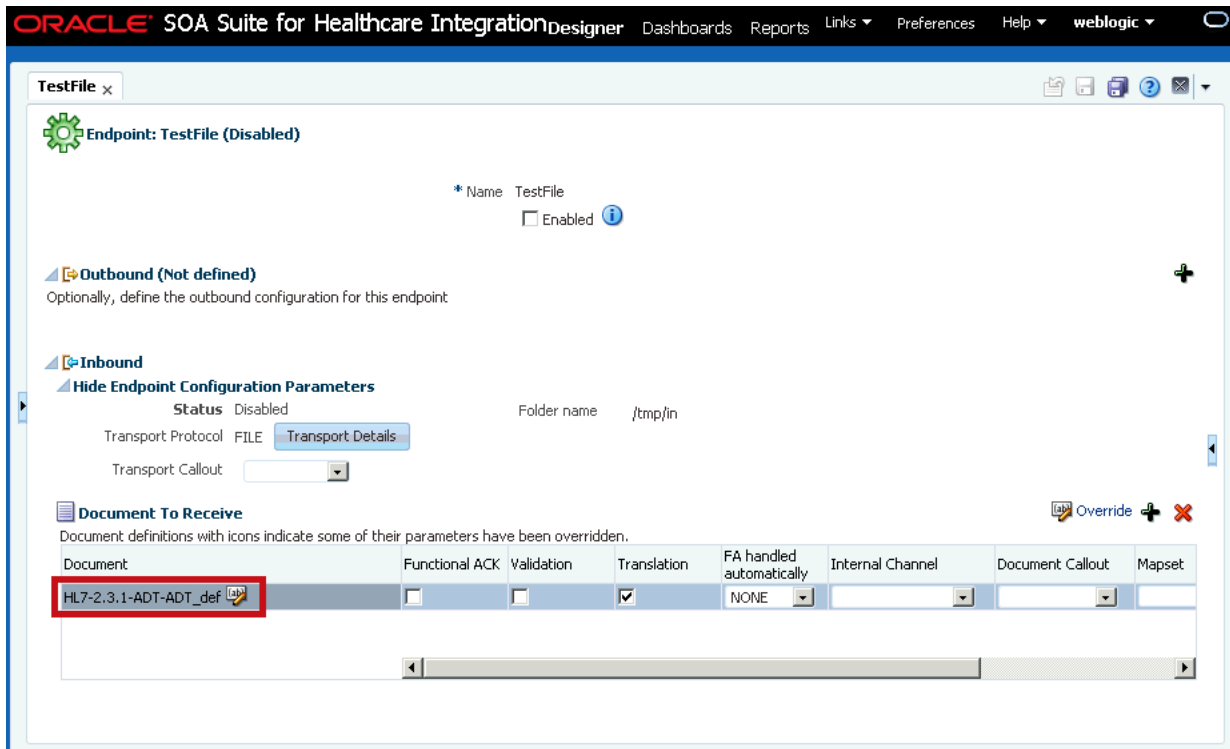 ORACLE SOA Suite for Healthcare Integration Designer Dashboards Reports Links Preferences Help weblogic
TestFile
Endpoint: TestFile (Disabled)
* Name TestFile
Enabled
Outbound (Not defined)
Optionally, define the outbound configuration for this endpoint
Inbound
Hide Endpoint Configuration Parameters
Status Disabled Folder name /tmp/in
Transport Protocol FILE Transport Details
Transport Callout
Document To Receive Override
Document definitions with icons indicate some of their parameters have been overridden.
Document Functional ACK Validation Translation FA handled automatically Internal Channel Document Callout Mapset
HL7-2.3.1-ADT-ADT_def NONE